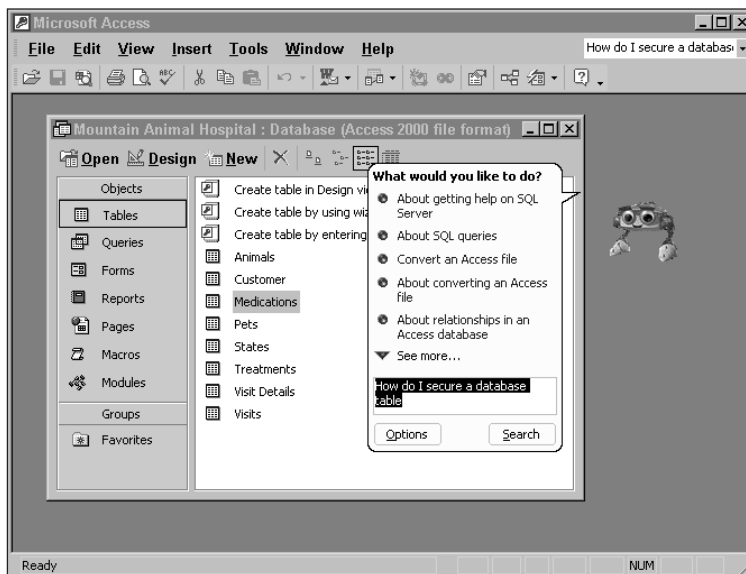 Microsoft Access
File Edit View Insert Tools Window Help
How do I secure a databas
Mountain Animal Hospital : Database (Access 2000 file format)
Open Design New
Objects
Tables
Queries
Forms
Reports
Pages
Macros
Modules
Groups
Favorites
Create table in Design vi
Create table by using wiz
Create table by entering
Animals
Customer
Medications
Pets
States
Treatments
Visit Details
Visits
What would you like to do?
About getting help on SQL
Server
About SQL queries
Convert an Access file
About converting an Access
file
About relationships in an
Access database
See more...
How do I secure a database
table
Options Search
Ready NUM